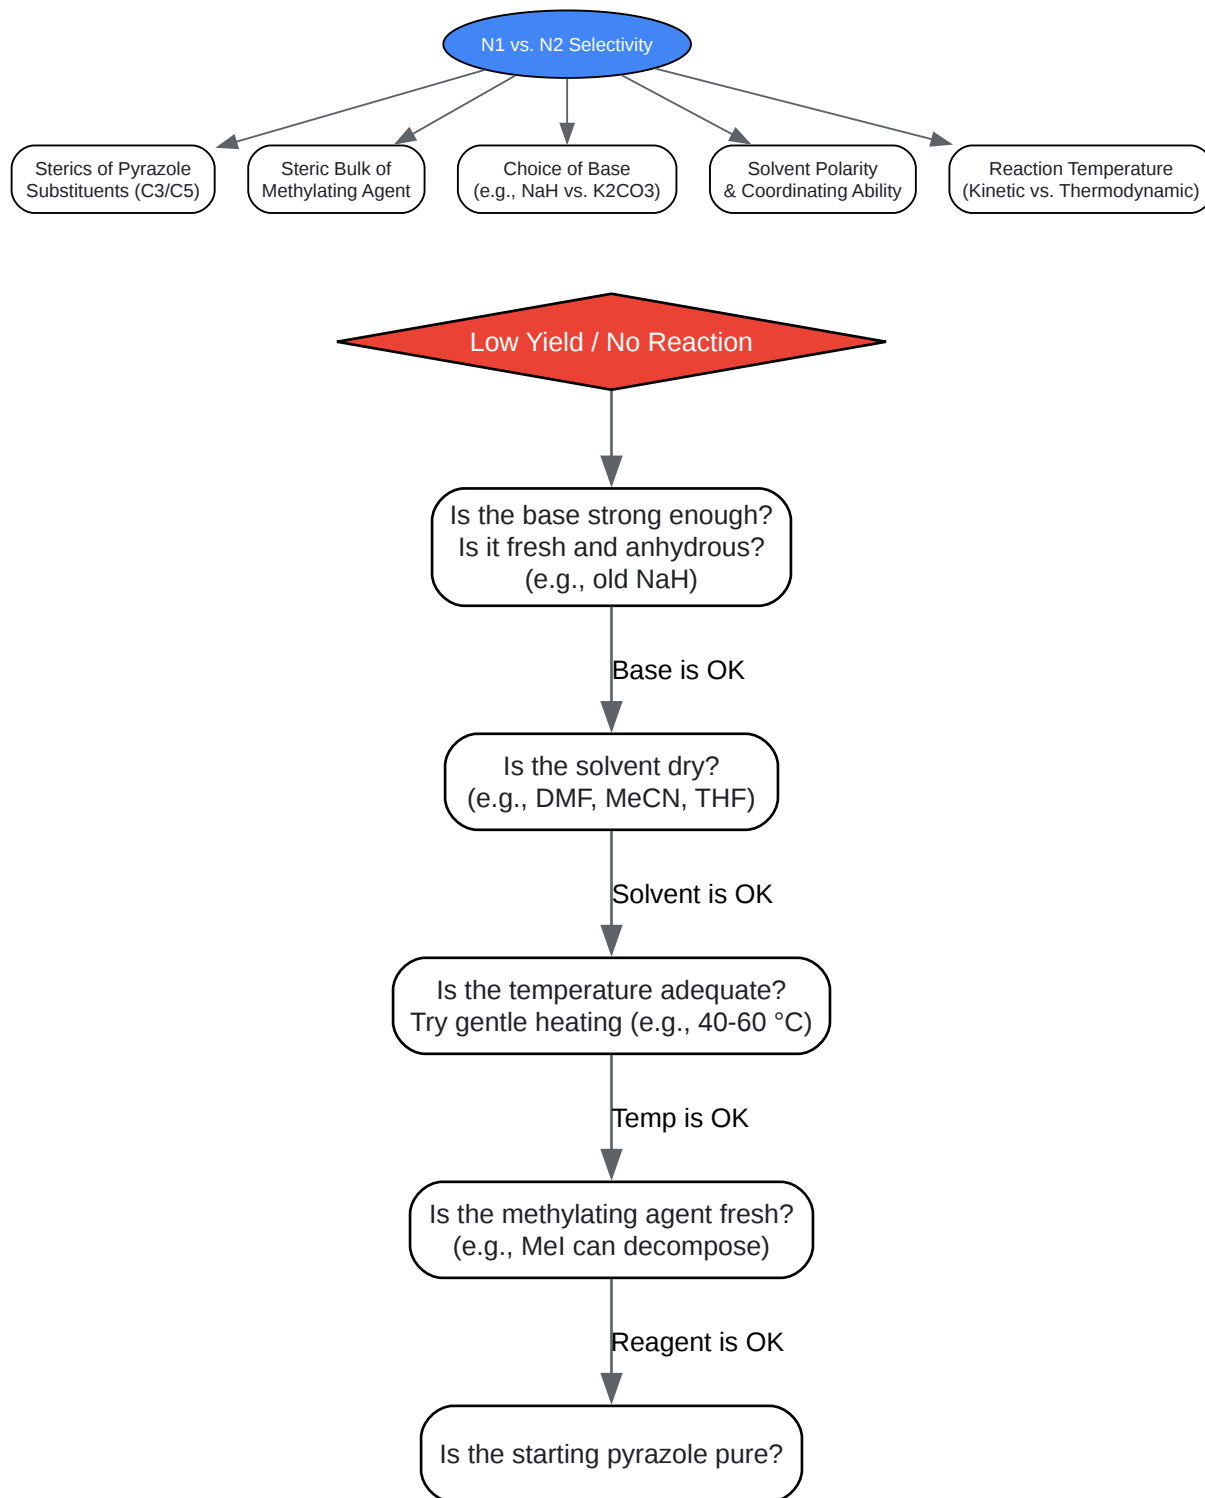 N1 vs. N2 Selectivity
Sterics of Pyrazole
Substituents (C3/C5)
Steric Bulk of
Methylating Agent
Choice of Base
(e.g., NaH vs. K2CO3)
Solvent Polarity
& Coordinating Ability
Reaction Temperature
(Kinetic vs. Thermodynamic)
Low Yield / No Reaction
Is the base strong enough?
Is it fresh and anhydrous?
(e.g., old NaH)
Base is OK
Is the solvent dry?
(e.g., DMF, MeCN, THF)
Solvent is OK
Is the temperature adequate?
Try gentle heating (e.g., 40-60 °C)
Temp is OK
Is the methylating agent fresh?
(e.g., MeI can decompose)
Reagent is OK
Is the starting pyrazole pure?